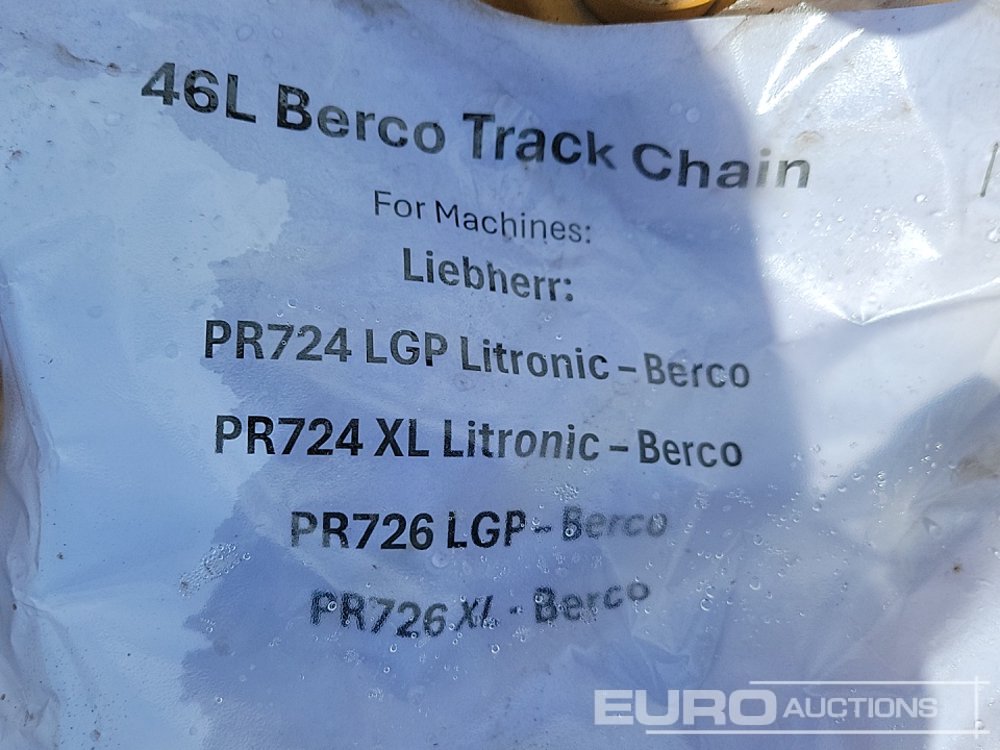 46L Berco Track Chain
For Machines:
Liebherr:
PR724 LGP Litronic – Berco
PR724 XL Litronic – Berco
PR726 LGP - Berco
PR726 XL - Berco
EURO AUCTIONS